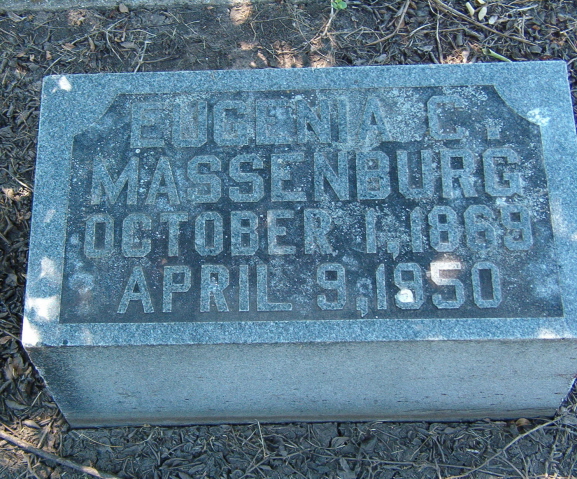 EUGENIA C.
MASSENBURG
OCTOBER 1, 1869
APRIL 9, 1950